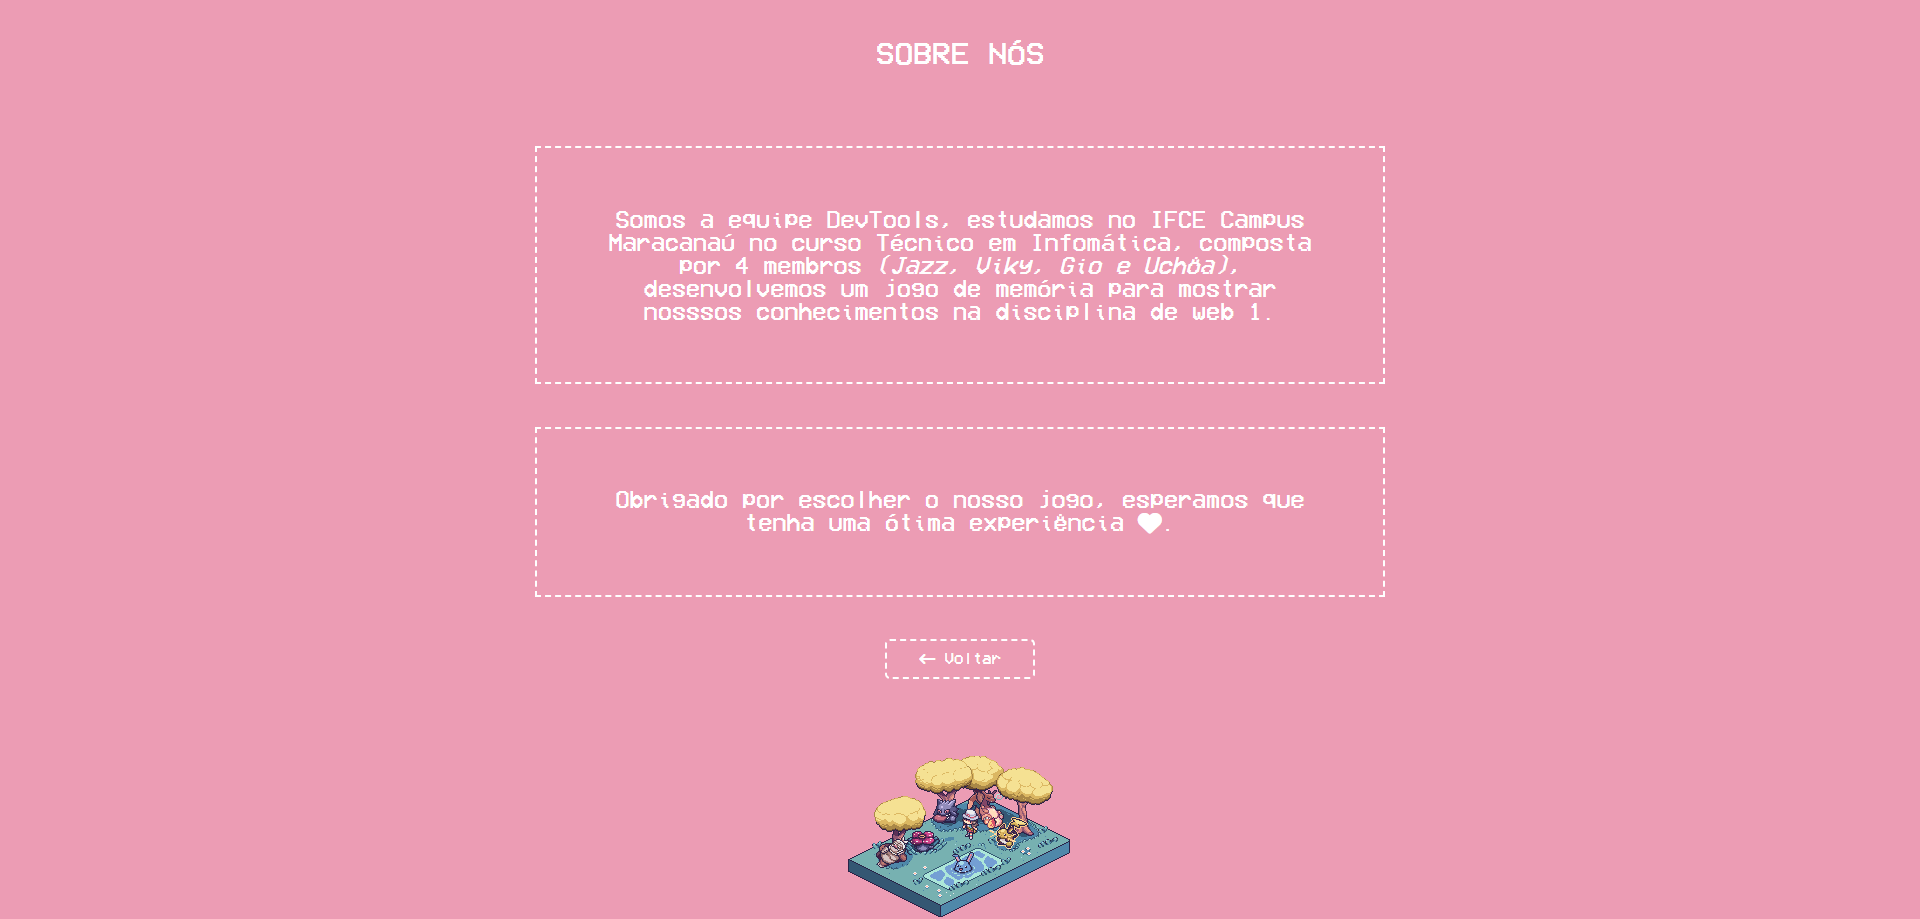 SOBRE NÓS
Somos a equipe DevTools, estudamos no IFCE Campus
Maracanaú no curso Técnico em Infomática, composta
por 4 membros (Jazz, Viky, Gio e Uchôa),
desenvolvemos um jogo de memória para mostrar
nosssos conhecimentos na disciplina de web 1.
Obrigado por escolher o nosso jogo, esperamos que
tenha uma ótima experiência 🤍.
← Voltar